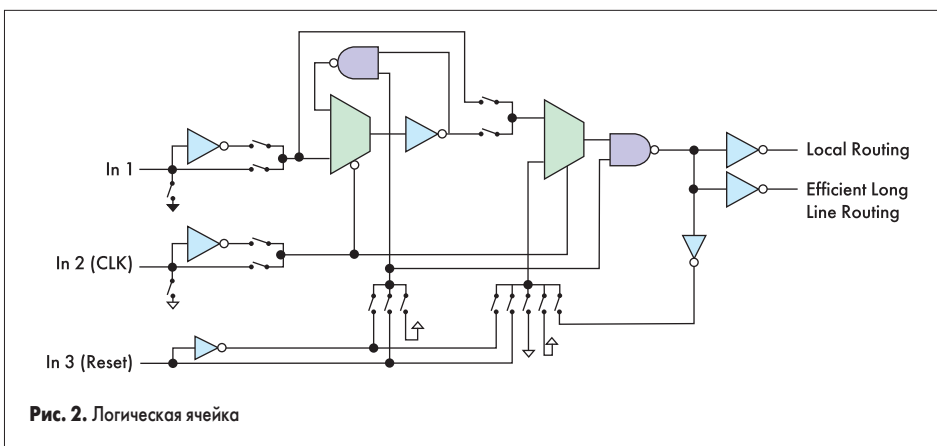 In 1
In 2 (CLK)
In 3 (Reset)
Local Routing
Efficient Long
Line Routing
Рис. 2. Логическая ячейка